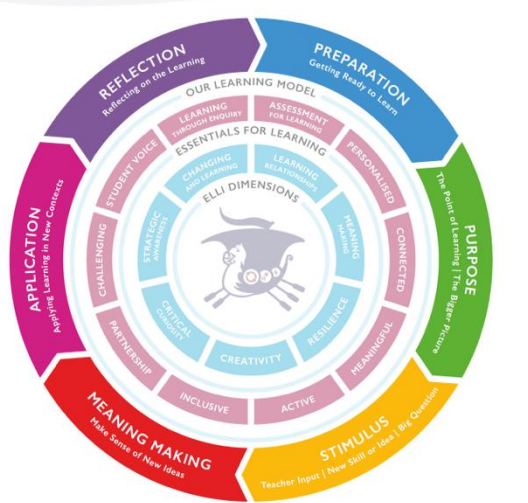 REFLECTION
Reflecting on the Learning
PREPARATION
Getting Ready to Learn
PURPOSE
The Point of Learning | The Bigger Picture
STIMULUS
Teacher Input | New Skill or Idea | Big Question
MEANING MAKING
Make Sense of New Ideas
APPLICATION
Applying Learning in New Contexts
OUR LEARNING MODEL
LEARNING
THROUGH ENQUIRY
ASSESSMENT
FOR LEARNING
PERSONALISED
CONNECTED
MEANINGFUL
ACTIVE
INCLUSIVE
PARTNERSHIP
CHALLENGING
STUDENT VOICE
ESSENTIALS FOR LEARNING
CHANGING
AND LEARNING
LEARNING
RELATIONSHIPS
MEANING
MAKING
RESILIENCE
CREATIVITY
CRITICAL
CURIOSITY
STRATEGIC
AWARENESS
ELLI DIMENSIONS